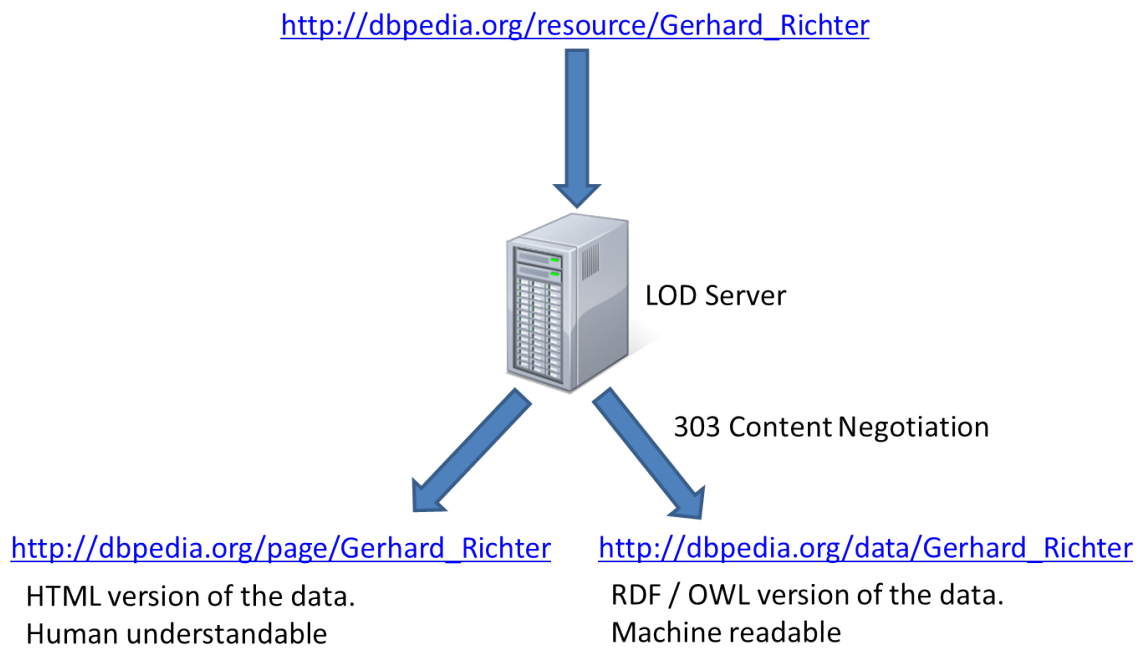 http://dbpedia.org/resource/Gerhard_Richter
LOD Server
303 Content Negotiation
http://dbpedia.org/page/Gerhard_Richter
HTML version of the data.
Human understandable
http://dbpedia.org/data/Gerhard_Richter
RDF / OWL version of the data.
Machine readable